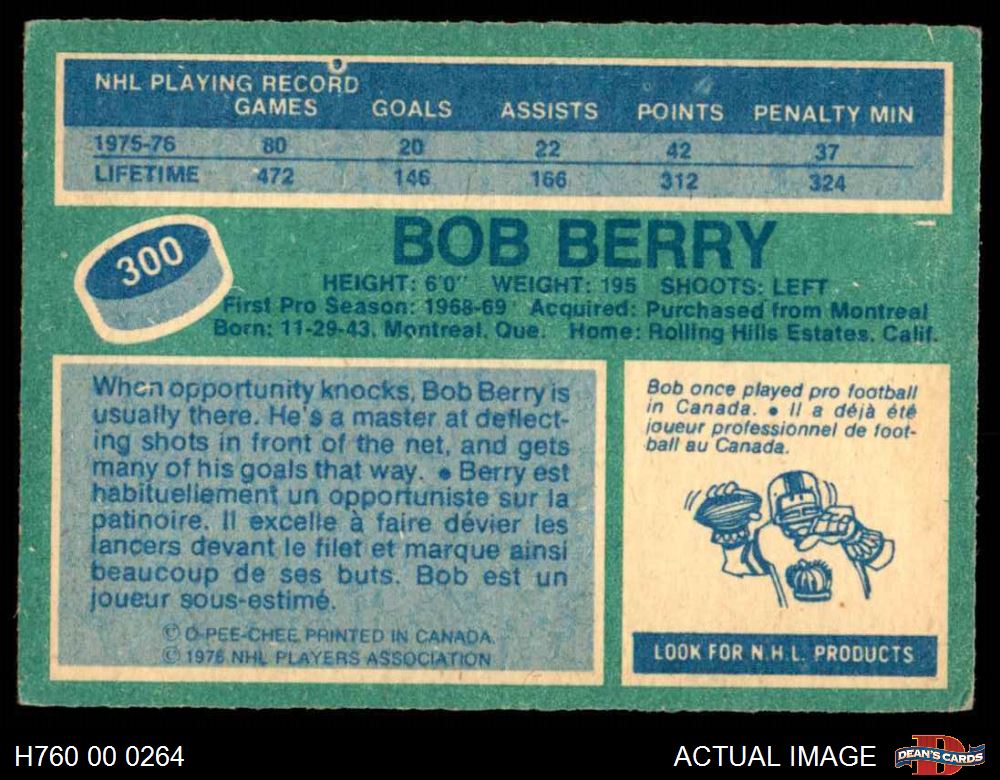 NHL PLAYING RECORD
GAMES GOALS ASSISTS POINTS PENALTY MIN
1975-76 80 20 22 42 37
LIFETIME 472 146 166 312 324
300
BOB BERRY
HEIGHT: 6'0" WEIGHT: 195 SHOOTS: LEFT
First Pro Season: 1968-69 Acquired: Purchased from Montreal
Born: 11-29-43, Montreal, Que. Home: Rolling Hills Estates, Calif.
When opportunity knocks, Bob Berry is
usually there. He's a master at deflect-
ing shots in front of the net, and gets
many of his goals that way. • Berry est
habituellement un opportuniste sur la
patinoire. Il excelle à faire dévier les
lancers devant le filet et marque ainsi
beaucoup de ses buts. Bob est un
joueur sous-estimé.
© O-PEE-CHEE PRINTED IN CANADA.
© 1976 NHL PLAYERS ASSOCIATION
Bob once played pro football
in Canada. • Il a déjà été
joueur professionnel de foot-
ball au Canada.
LOOK FOR N.H.L. PRODUCTS
H760 00 0264
ACTUAL IMAGE
DEAN'S CARDS